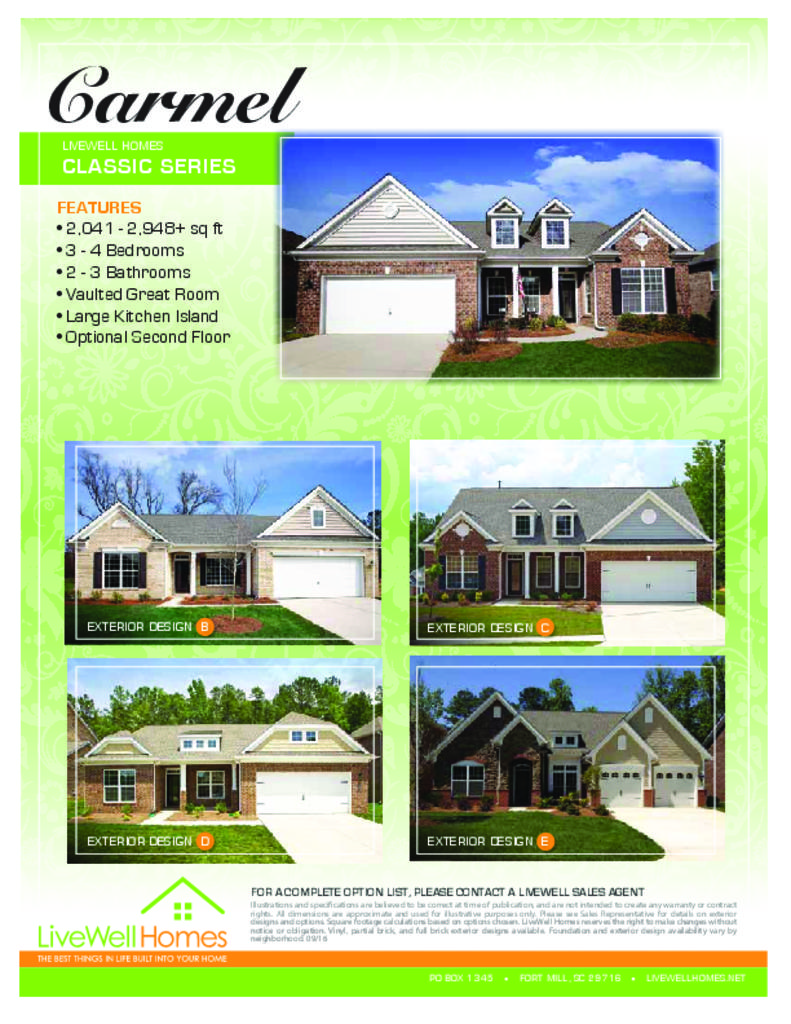 Carmel
LIVEWELL HOMES
CLASSIC SERIES
FEATURES
• 2,041 - 2,948+ sq ft
• 3 - 4 Bedrooms
• 2 - 3 Bathrooms
• Vaulted Great Room
• Large Kitchen Island
• Optional Second Floor
EXTERIOR DESIGN B
EXTERIOR DESIGN C
EXTERIOR DESIGN D
EXTERIOR DESIGN E
FOR A COMPLETE OPTION LIST, PLEASE CONTACT A LIVEWELL SALES AGENT
Illustrations and specifications are believed to be correct at time of publication, and are not intended to create any warranty or contract
rights. All dimensions are approximate and used for illustrative purposes only. Please see Sales Representative for details on exterior
designs and options. Square footage calculations based on options chosen. LiveWell Homes reserves the right to make changes without
notice or obligation. Vinyl, partial brick, and full brick exterior designs available. Foundation and exterior design availability vary by
neighborhood. 09/16
LiveWellHomes
THE BEST THINGS IN LIFE BUILT INTO YOUR HOME
PO BOX 1345 • FORT MILL, SC 29716 • LIVEWELLHOMES.NET